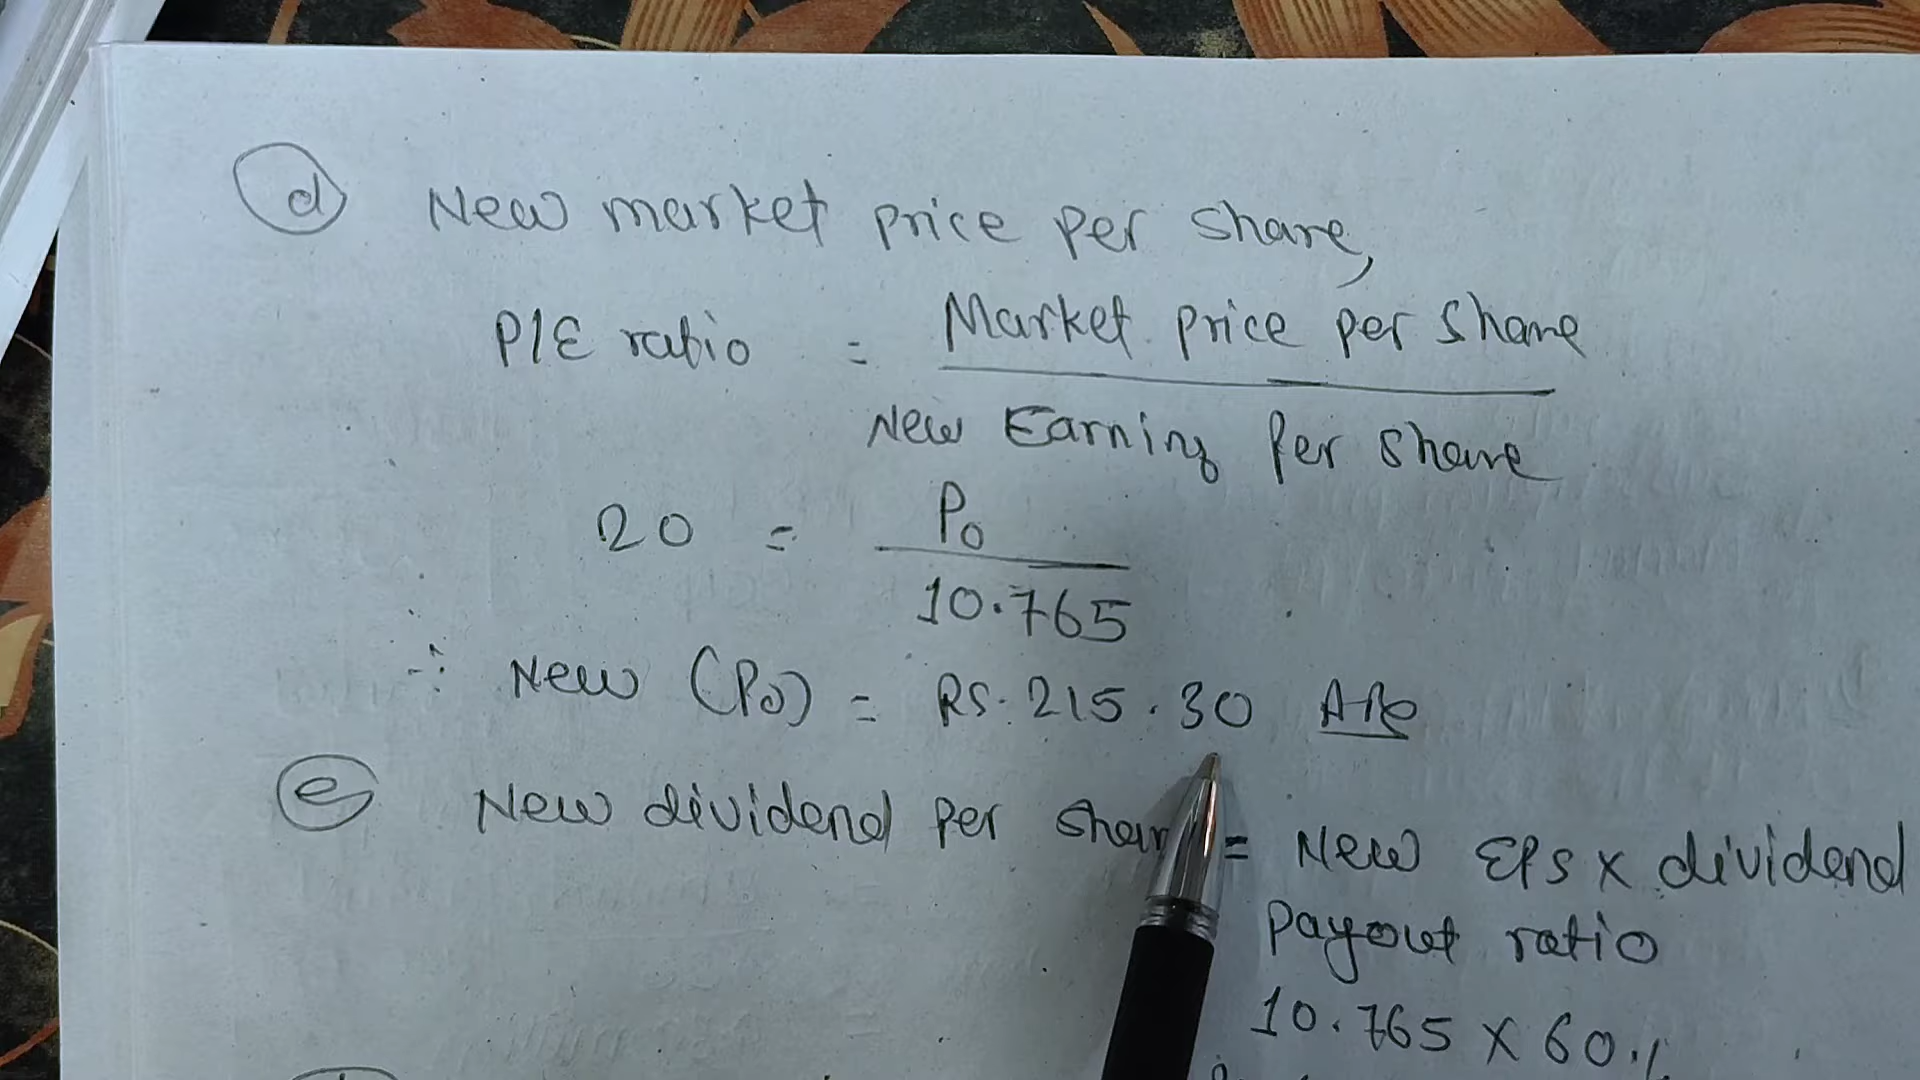 d New market price per share,
P/E ratio = Market price per share
New Earning Per share
20 = P0
10.765
∴ New (P0) = RS. 215.30 Ans
e New dividend per share = New EPS x dividend
Payout ratio
10.765 x 60%